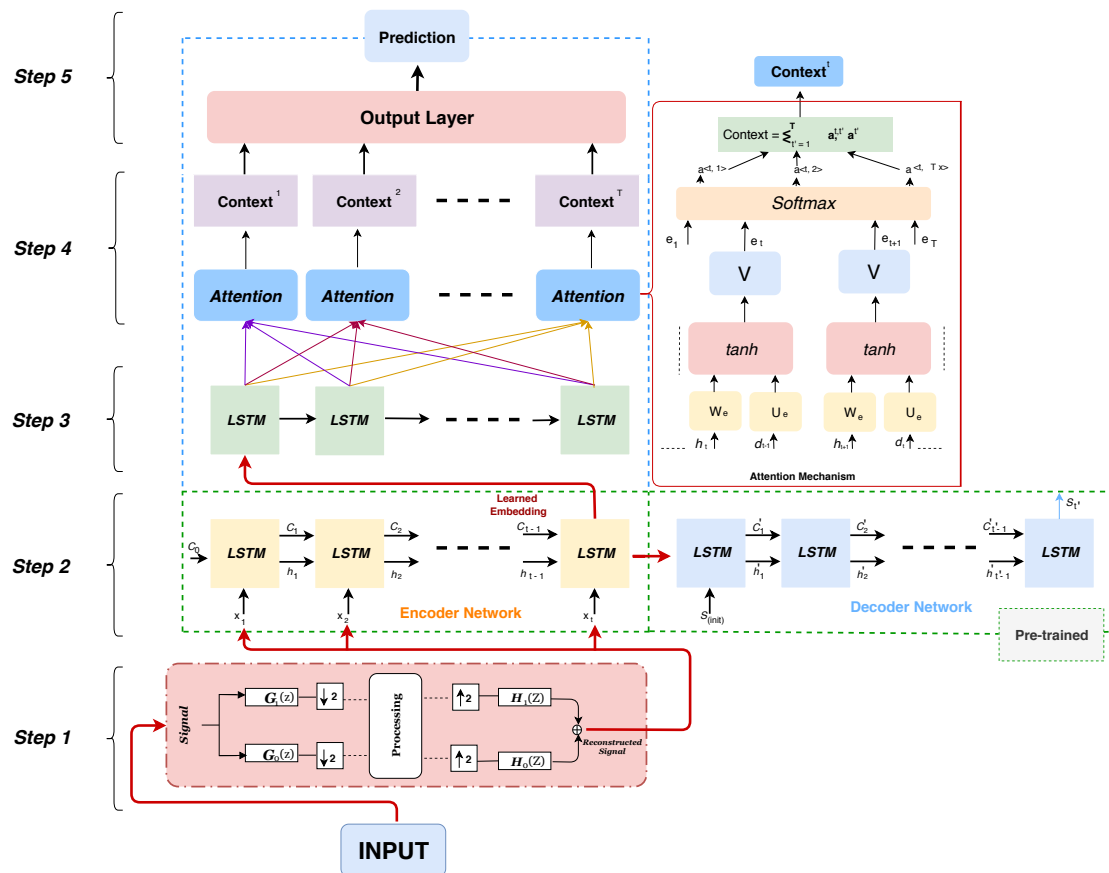 Step 5
Prediction
Output Layer
Context^t
Context = Σ_{t' = 1}^{T} a^{t,t'} a^{t'}
a^{<t, 1>} a^{<t, 2>} a^{<t, T x>}
Softmax
e_1 e_t e_{t+1} e_T
V V
tanh tanh
W_e U_e W_e U_e
h_t d_{t-1} h_{t+1} d_t
Attention Mechanism
Step 4
Context^1 Context^2 Context^T
Attention Attention Attention
Step 3
LSTM LSTM LSTM
Step 2
Learned
Embedding
C_0 LSTM C_1 h_1 LSTM C_2 h_2 C_{t-1} h_{t-1} LSTM
x_1 x_2 x_t
Encoder Network
LSTM C'_1 h'_1 LSTM C'_2 h'_2 C'_{t'-1} h'_{t'-1} LSTM
S_{t'}
S_{(init)}
Decoder Network
Pre-trained
Step 1
Signal
G_1(z) ↓2 ↑2 H_1(Z)
Processing
G_0(z) ↓2 ↑2 H_0(Z)
Reconstructed
Signal
INPUT